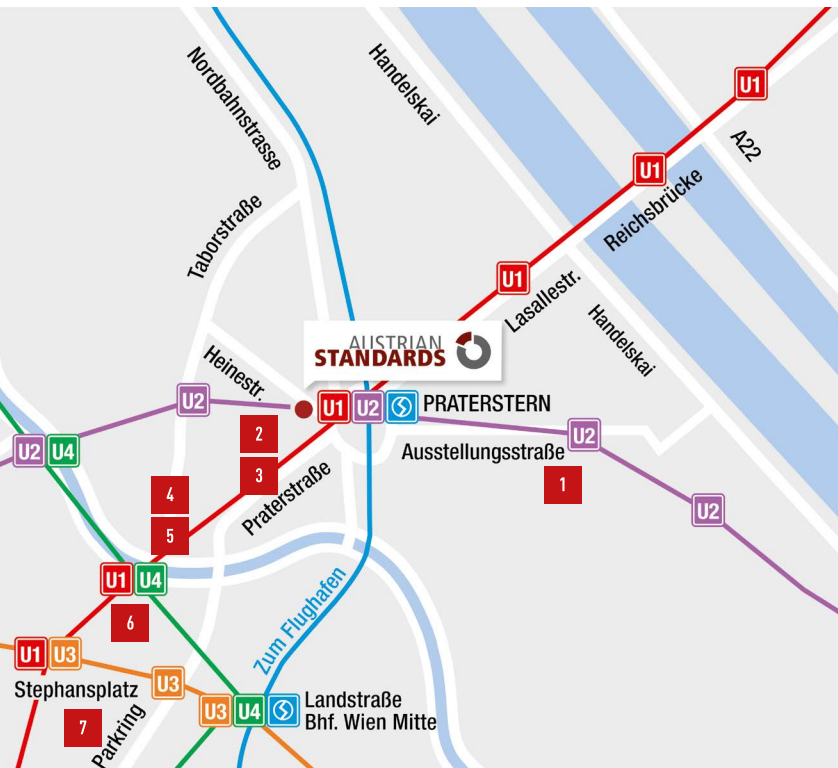 Nordbahnstrasse
Handelskai
U1
A22
U1
Reichsbrücke
Taborstraße
U1
Lasallestr.
Handelskai
AUSTRIAN
STANDARDS
Heinestr.
U2
U1 U2 PRATERSTERN
2
U2
Ausstellungsstraße
U2 U4
3
Praterstraße
4
1
U2
5
U1 U4
Zum Flughafen
6
U1 U3
Stephansplatz
U3
Parkring
7
U3 U4
Landstraße
Bhf. Wien Mitte